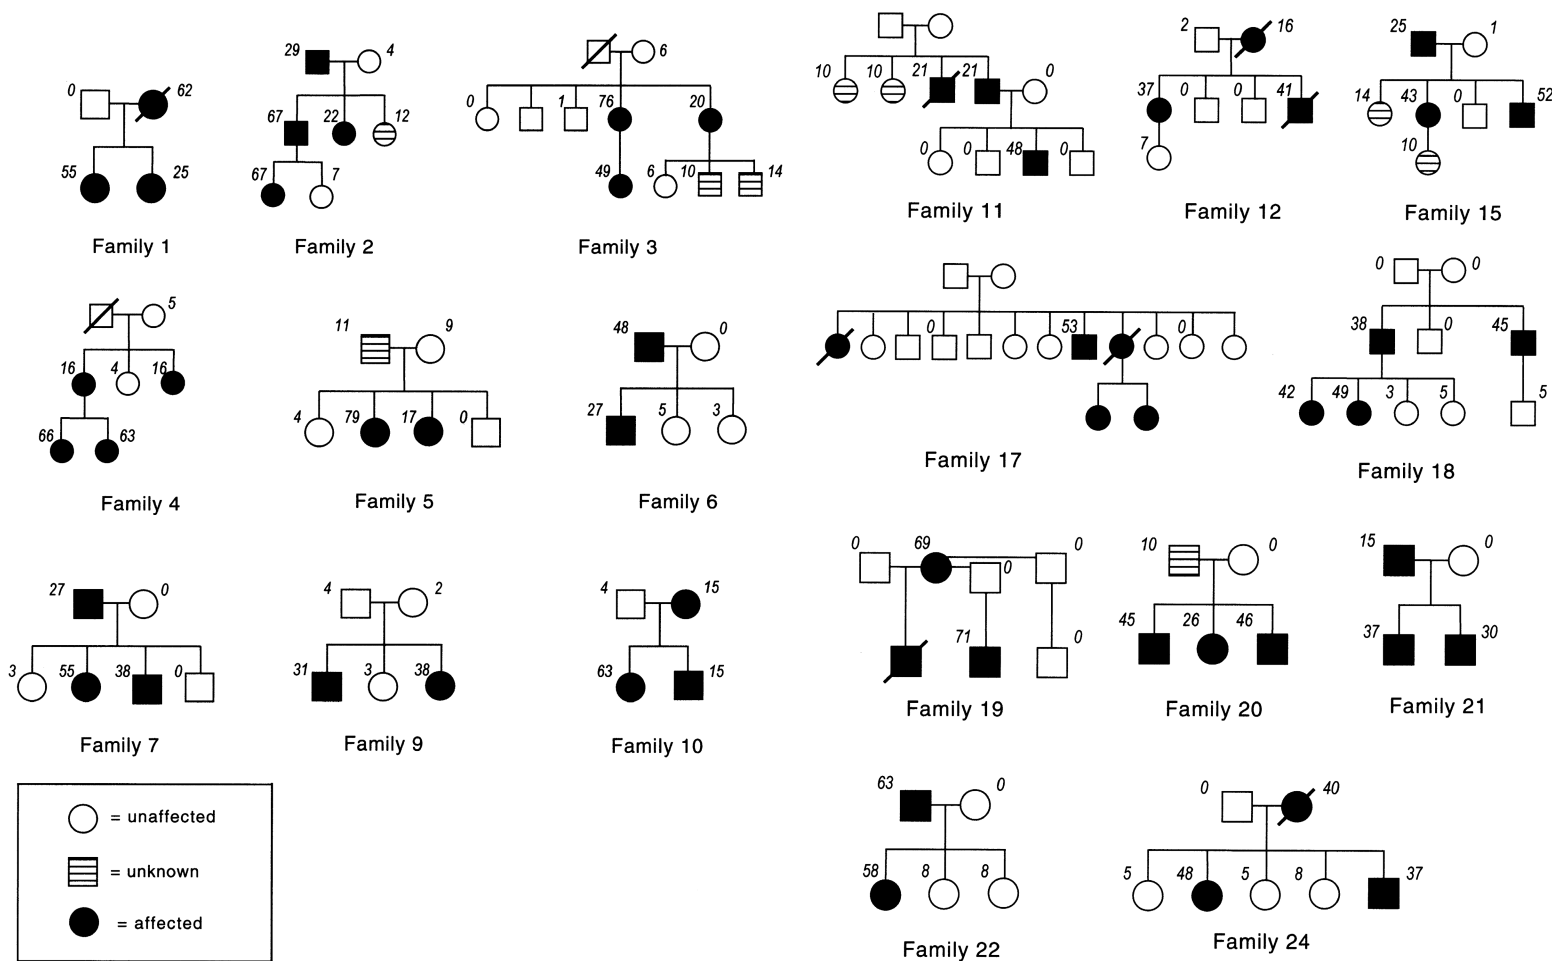 0 62
55 25
Family 1
29 4
67 22 12
67 7
Family 2
6
0 1 76 20
49 6 10 14
Family 3
10 10 21 21 0
0 0 48 0
Family 11
2 16
37 0 0 41
7
Family 12
25 1
14 43 0 52
10
Family 15
5
16 4 16
66 63
Family 4
11 9
4 79 17 0
Family 5
48 0
27 5 3
Family 6
0 53 0
Family 17
0 0
38 0 45
42 49 3 5 5
Family 18
27 0
3 55 38 0
Family 7
4 2
31 3 38
Family 9
4 15
63 15
Family 10
0 69 0 0
71 0
Family 19
10 0
45 26 46
Family 20
15 0
37 30
Family 21
= unaffected
= unknown
= affected
63 0
58 8 8
Family 22
0 40
5 48 5 8 37
Family 24